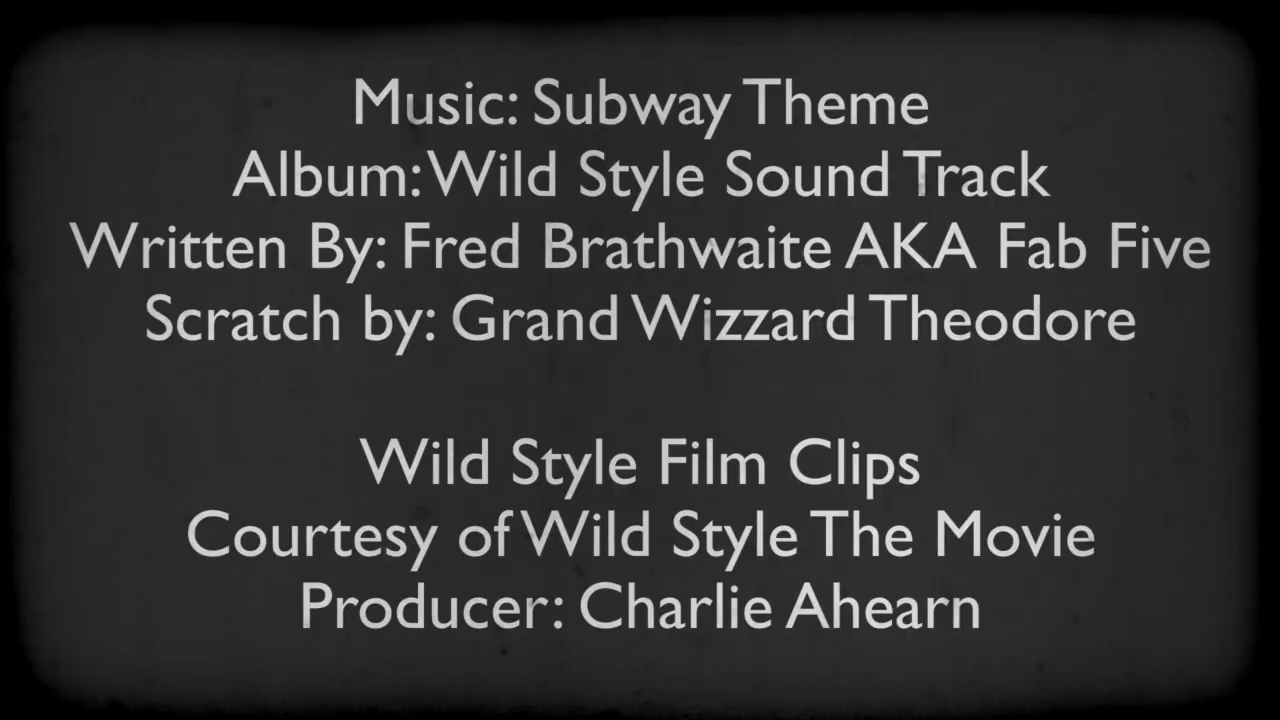 Music: Subway Theme
Album: Wild Style Sound Track
Written By: Fred Brathwaite AKA Fab Five
Scratch by: Grand Wizzard Theodore
Wild Style Film Clips
Courtesy of Wild Style The Movie
Producer: Charlie Ahearn